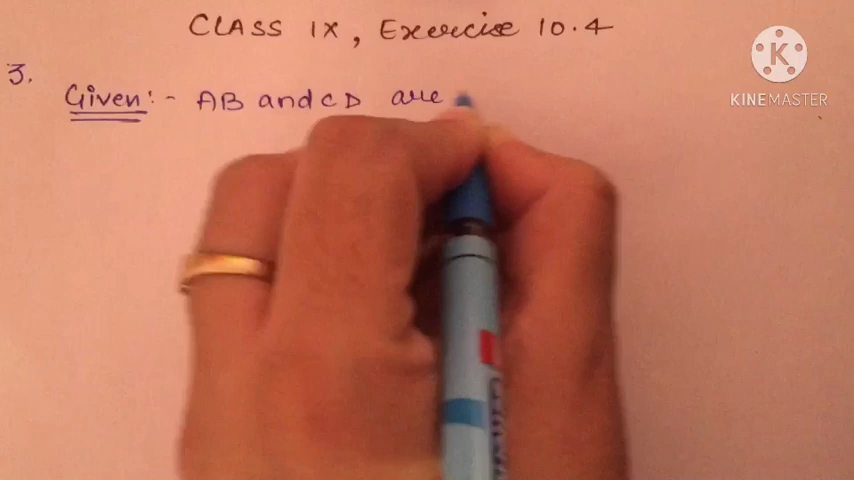 CLASS IX, Exercise 10.4
3.
Given:- AB and CD are
KINEMASTER